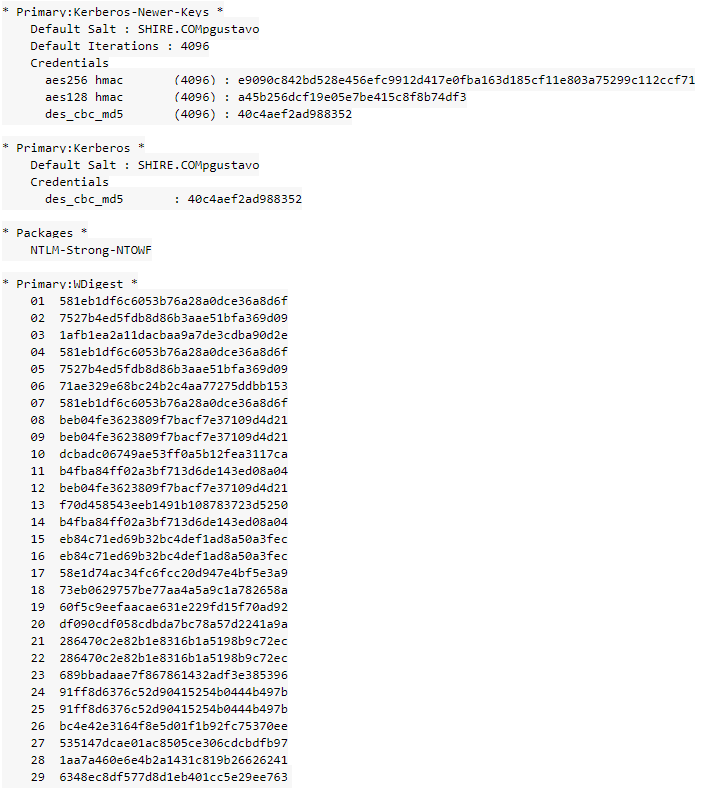 * Primary:Kerberos-Newer-Keys *
Default Salt : SHIRE.COMpgustavo
Default Iterations : 4096
Credentials
aes256_hmac (4096) : e9090c842bd528e456efc9912d417e0fba163d185cf11e803a75299c112ccf71
aes128_hmac (4096) : a45b256dcf19e05e7be415c8f8b74df3
des_cbc_md5 (4096) : 40c4aef2ad988352

* Primary:Kerberos *
Default Salt : SHIRE.COMpgustavo
Credentials
des_cbc_md5 : 40c4aef2ad988352

* Packages *
NTLM-Strong-NTOWF

* Primary:WDigest *
01 581eb1df6c6053b76a28a0dce36a8d6f
02 7527b4ed5fdb8d86b3aae51bfa369d09
03 1afb1ea2a11dacbaa9a7de3cdba90d2e
04 581eb1df6c6053b76a28a0dce36a8d6f
05 7527b4ed5fdb8d86b3aae51bfa369d09
06 71ae329e68bc24b2c4aa77275ddbb153
07 581eb1df6c6053b76a28a0dce36a8d6f
08 beb04fe3623809f7bacf7e37109d4d21
09 beb04fe3623809f7bacf7e37109d4d21
10 dcbadc06749ae53ff0a5b12fea3117ca
11 b4fba84ff02a3bf713d6de143ed08a04
12 beb04fe3623809f7bacf7e37109d4d21
13 f70d458543eeb1491b108783723d5250
14 b4fba84ff02a3bf713d6de143ed08a04
15 eb84c71ed69b32bc4def1ad8a50a3fec
16 eb84c71ed69b32bc4def1ad8a50a3fec
17 58e1d74ac34fc6fcc20d947e4bf5e3a9
18 73eb0629757be77aa4a5a9c1a782658a
19 60f5c9eefaacae631e229fd15f70ad92
20 df090cdf058cdbda7bc78a57d2241a9a
21 286470c2e82b1e8316b1a5198b9c72ec
22 286470c2e82b1e8316b1a5198b9c72ec
23 689bbadaae7f867861432adf3e385396
24 91ff8d6376c52d90415254b0444b497b
25 91ff8d6376c52d90415254b0444b497b
26 bc4e42e3164f8e5d01f1b92fc75370ee
27 535147dcae01ac8505ce306cdcbdfb97
28 1aa7a460e6e4b2a1431c819b26626241
29 6348ec8df577d8d1eb401cc5e29ee763